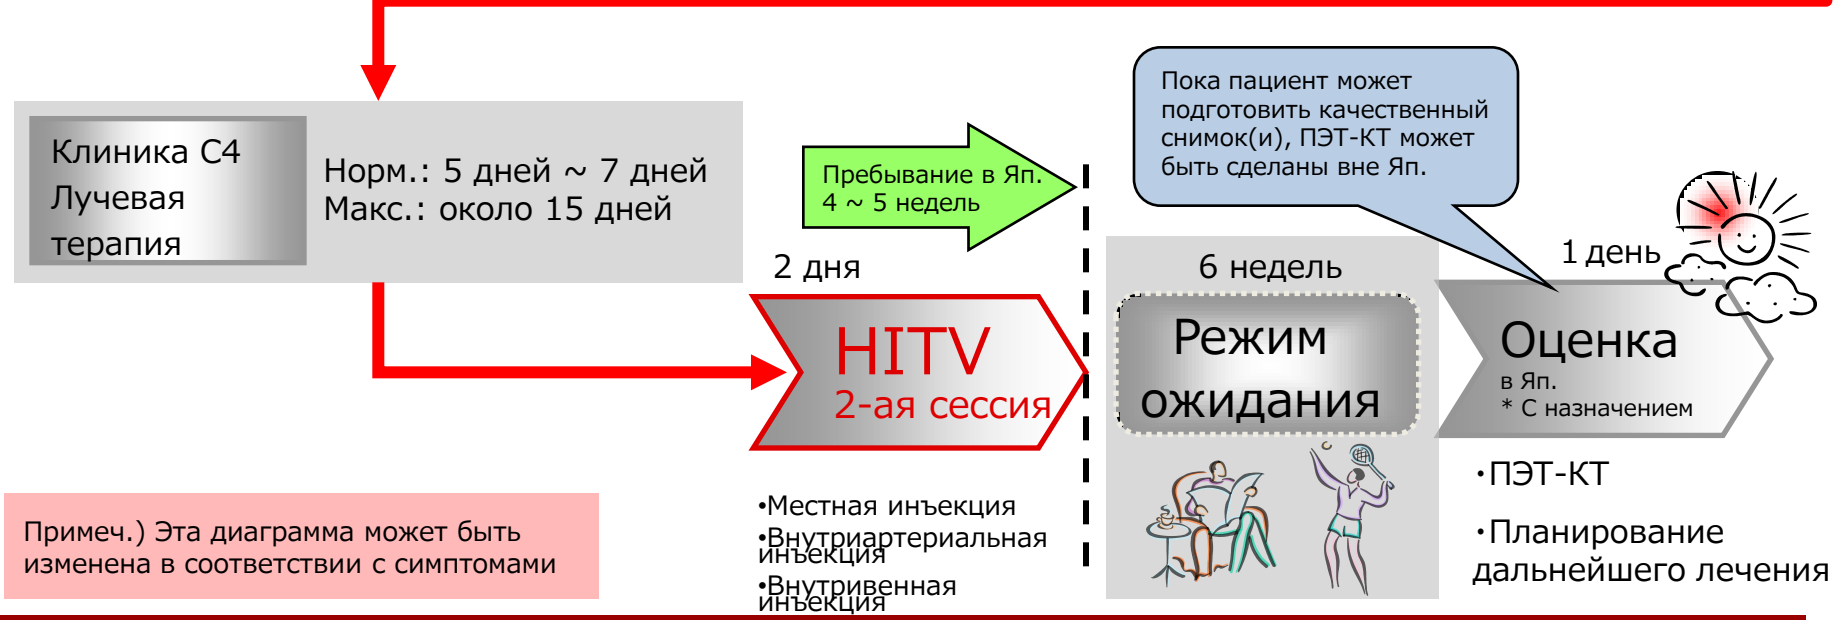 Клиника С4
Лучевая
терапия
Норм.: 5 дней ~ 7 дней
Макс.: около 15 дней
Пребывание в Яп.
4 ~ 5 недель
Пока пациент может
подготовить качественный
снимок(и), ПЭТ-КТ может
быть сделаны вне Яп.
2 дня
HITV
2-ая сессия
6 недель
Режим
ожидания
1 день
Оценка
в Яп.
* С назначением
•Местная инъекция
•Внутриартериальная
инъекция
•Внутривенная
инъекция
・ПЭТ-КТ
・Планирование
дальнейшего лечения
Примеч.) Эта диаграмма может быть
изменена в соответствии с симптомами